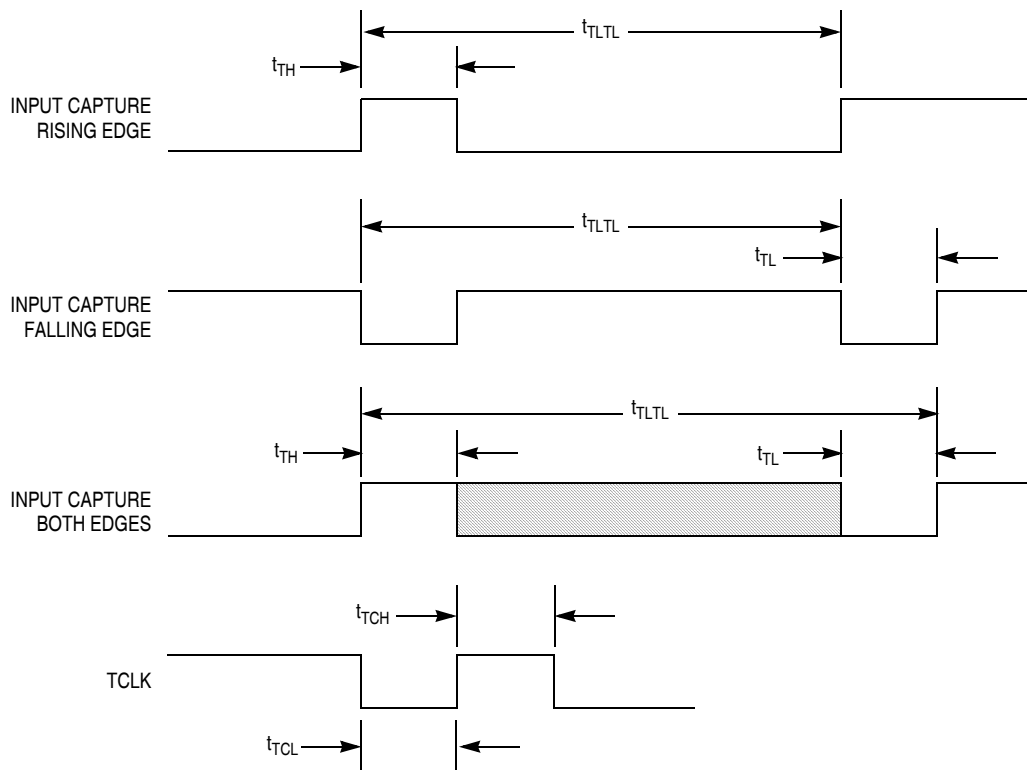 tTLTL
tTH
INPUT CAPTURE
RISING EDGE
tTLTL
tTL
INPUT CAPTURE
FALLING EDGE
tTLTL
tTH
tTL
INPUT CAPTURE
BOTH EDGES
tTCH
TCLK
tTCL